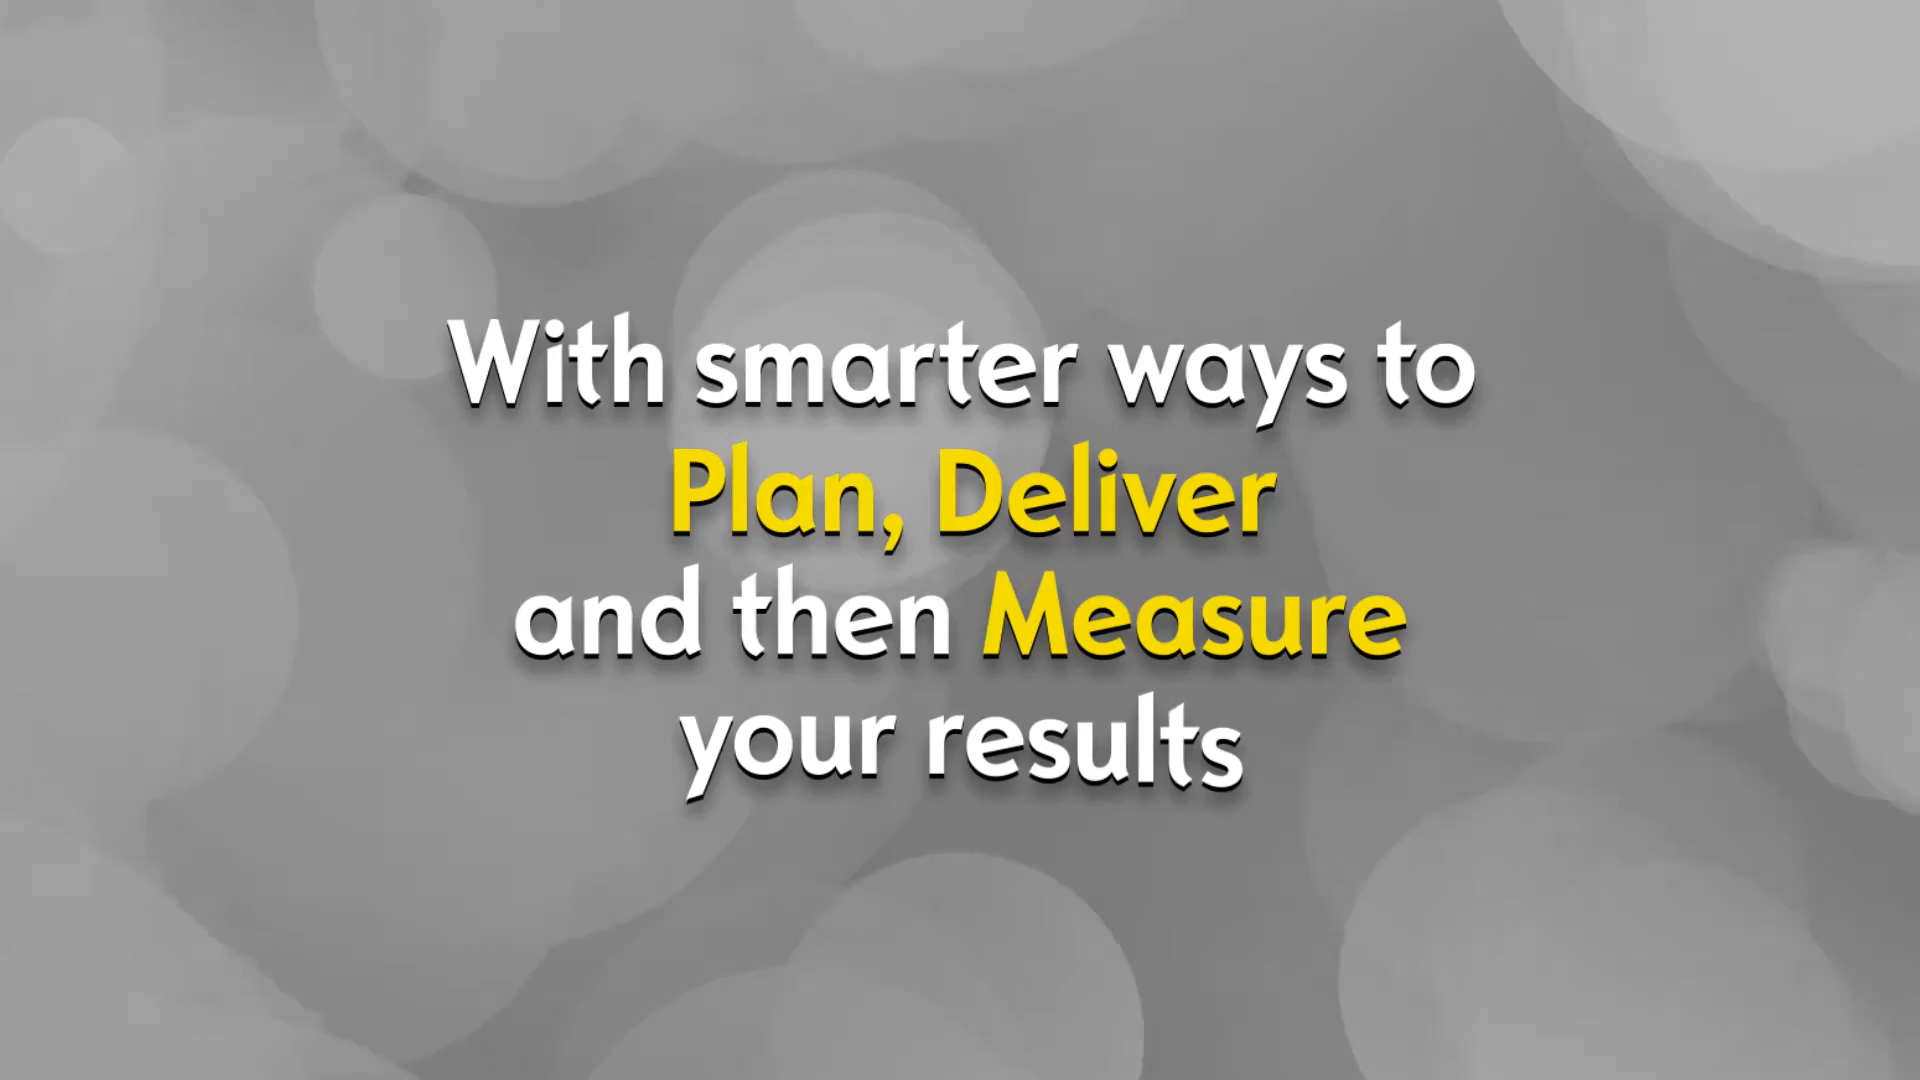 With smarter ways to
Plan, Deliver
and then Measure
your results